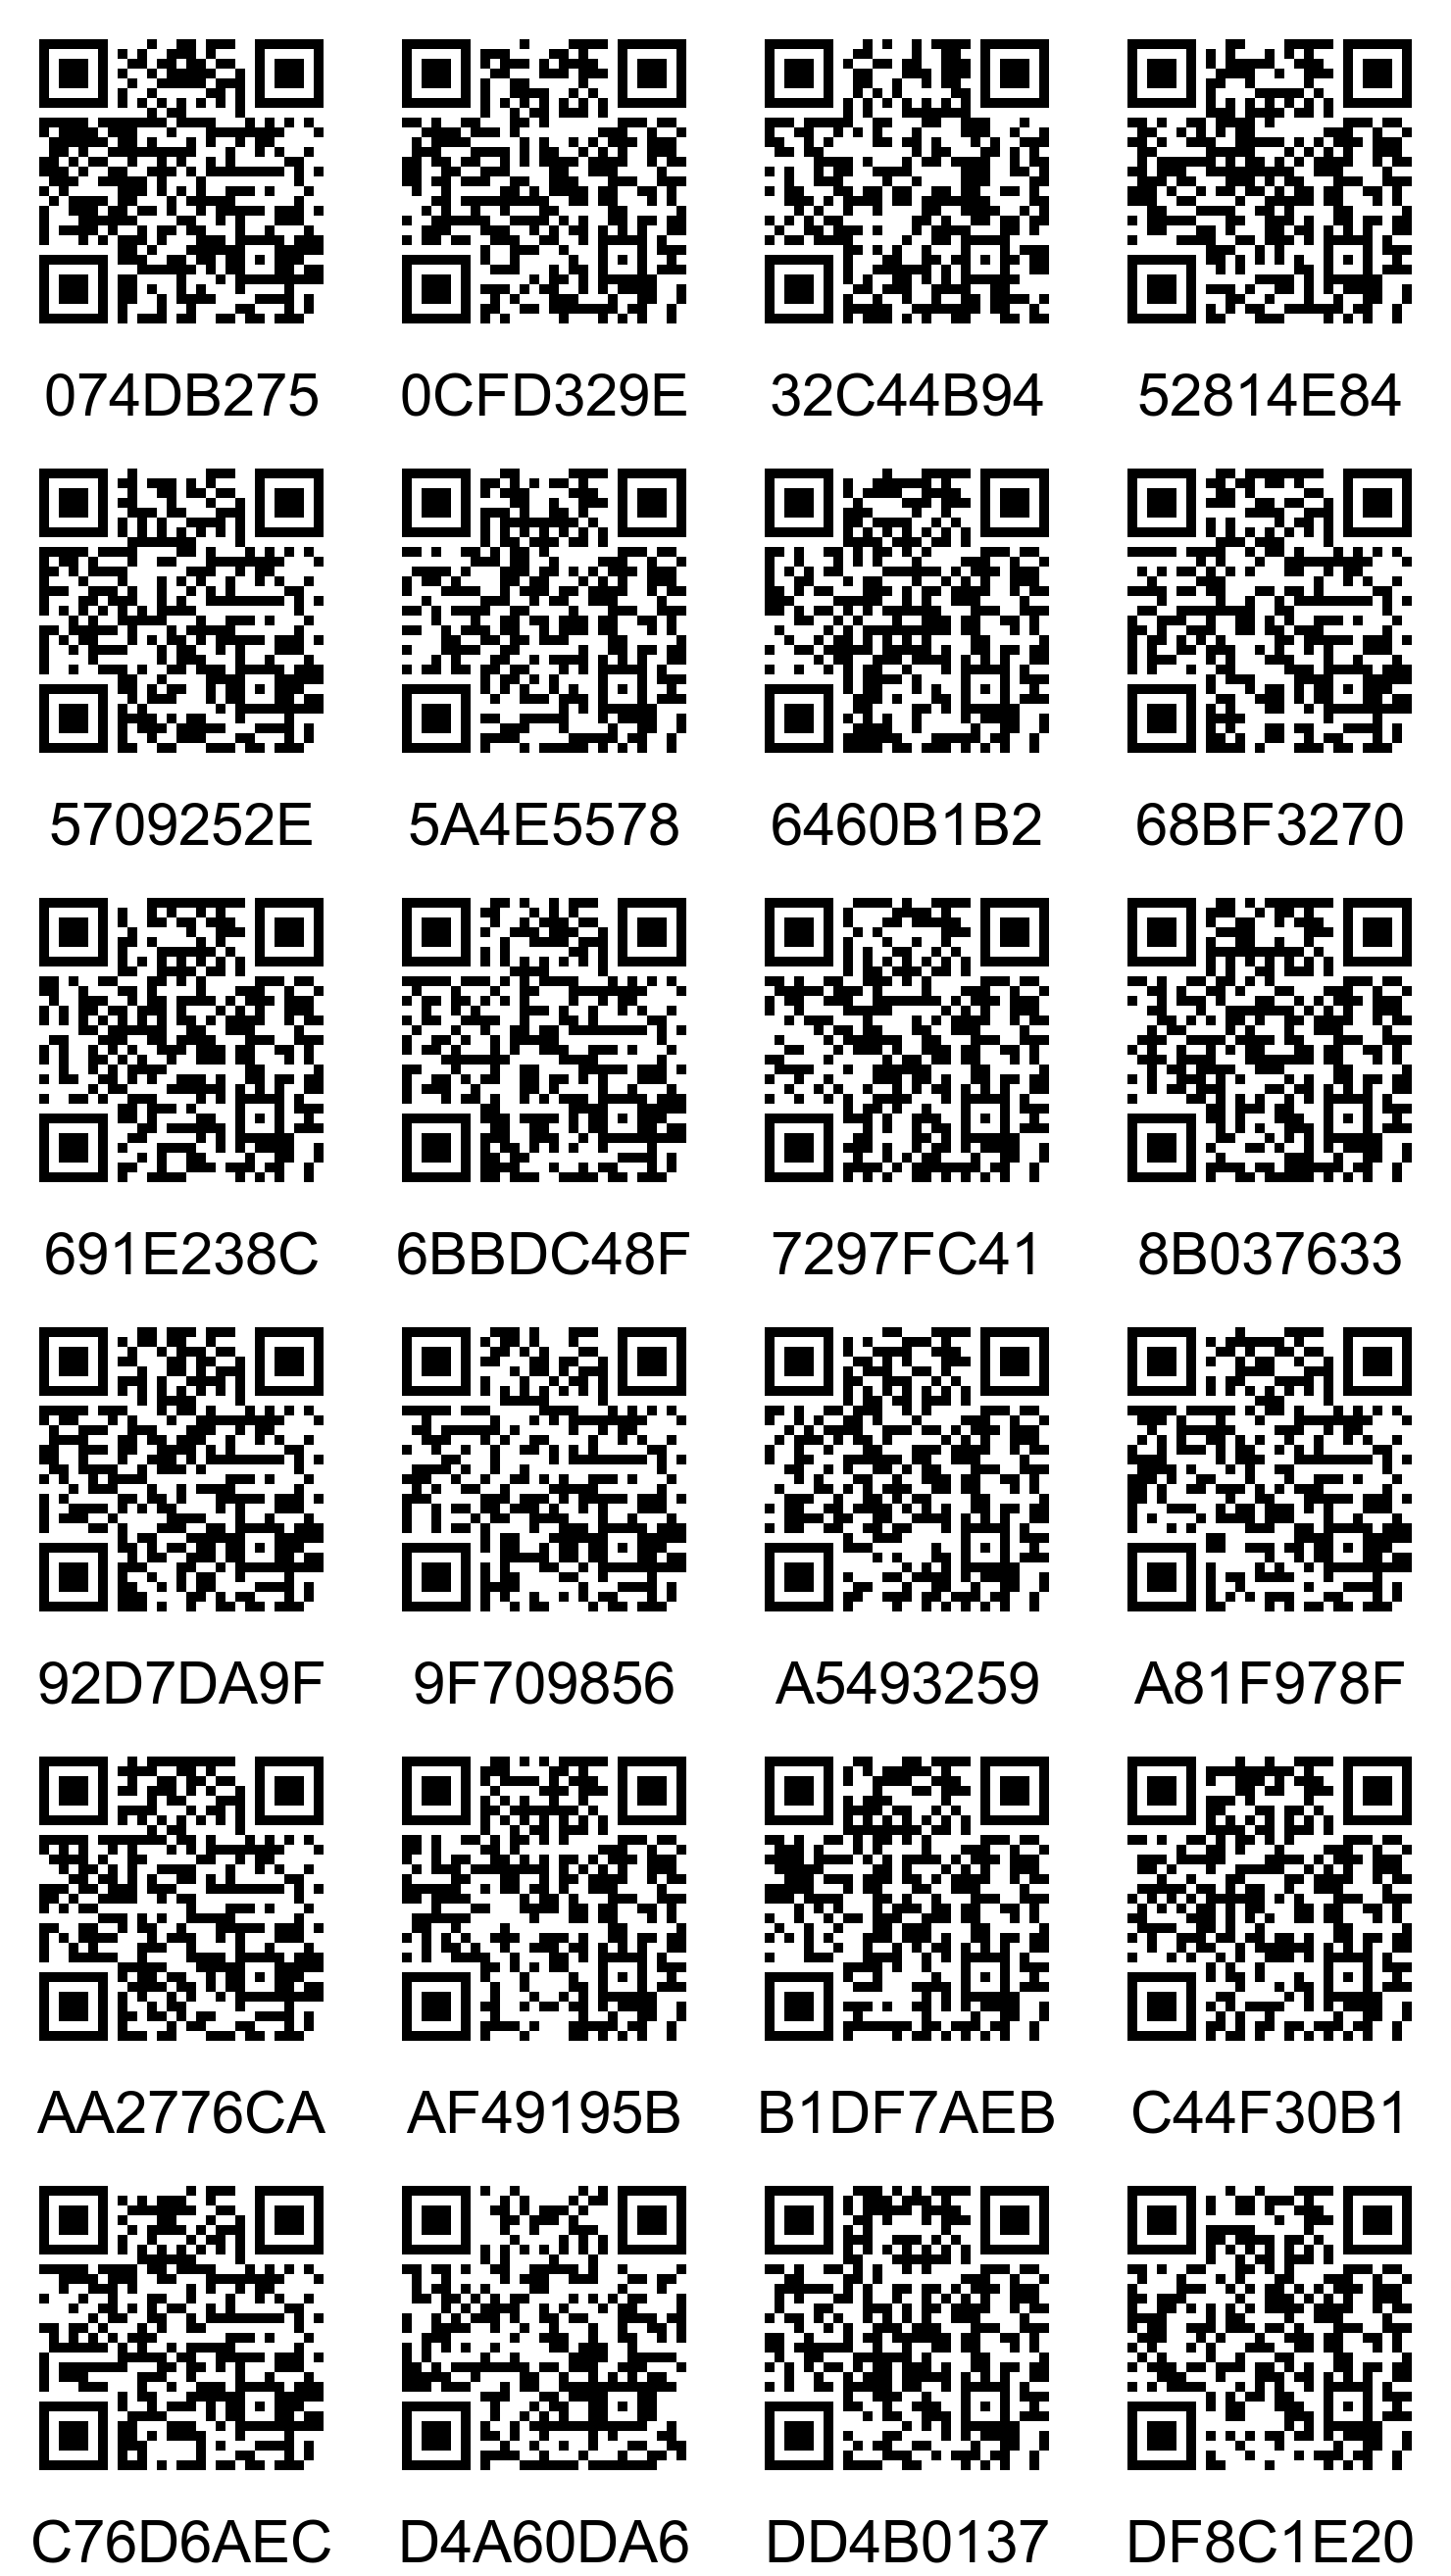 074DB275 0CFD329E 32C44B94 52814E84
5709252E 5A4E5578 6460B1B2 68BF3270
691E238C 6BBDC48F 7297FC41 8B037633
92D7DA9F 9F709856 A5493259 A81F978F
AA2776CA AF49195B B1DF7AEB C44F30B1
C76D6AEC D4A60DA6 DD4B0137 DF8C1E20